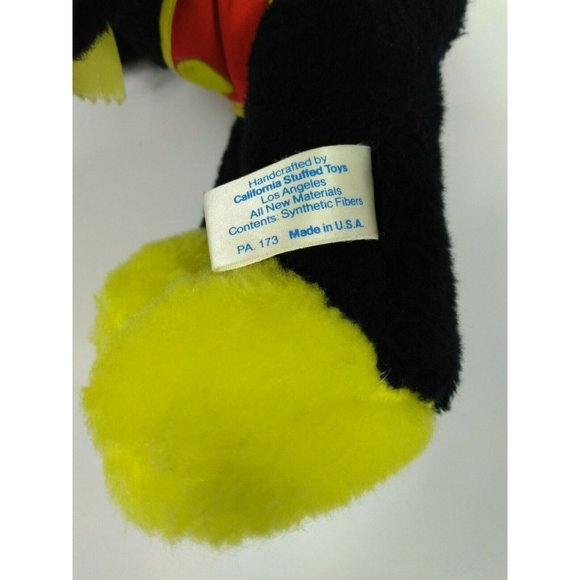 Handcrafted by
California Stuffed Toys
Los Angeles
All New Materials
Contents: Synthetic Fibers
PA. 173 Made in U.S.A.